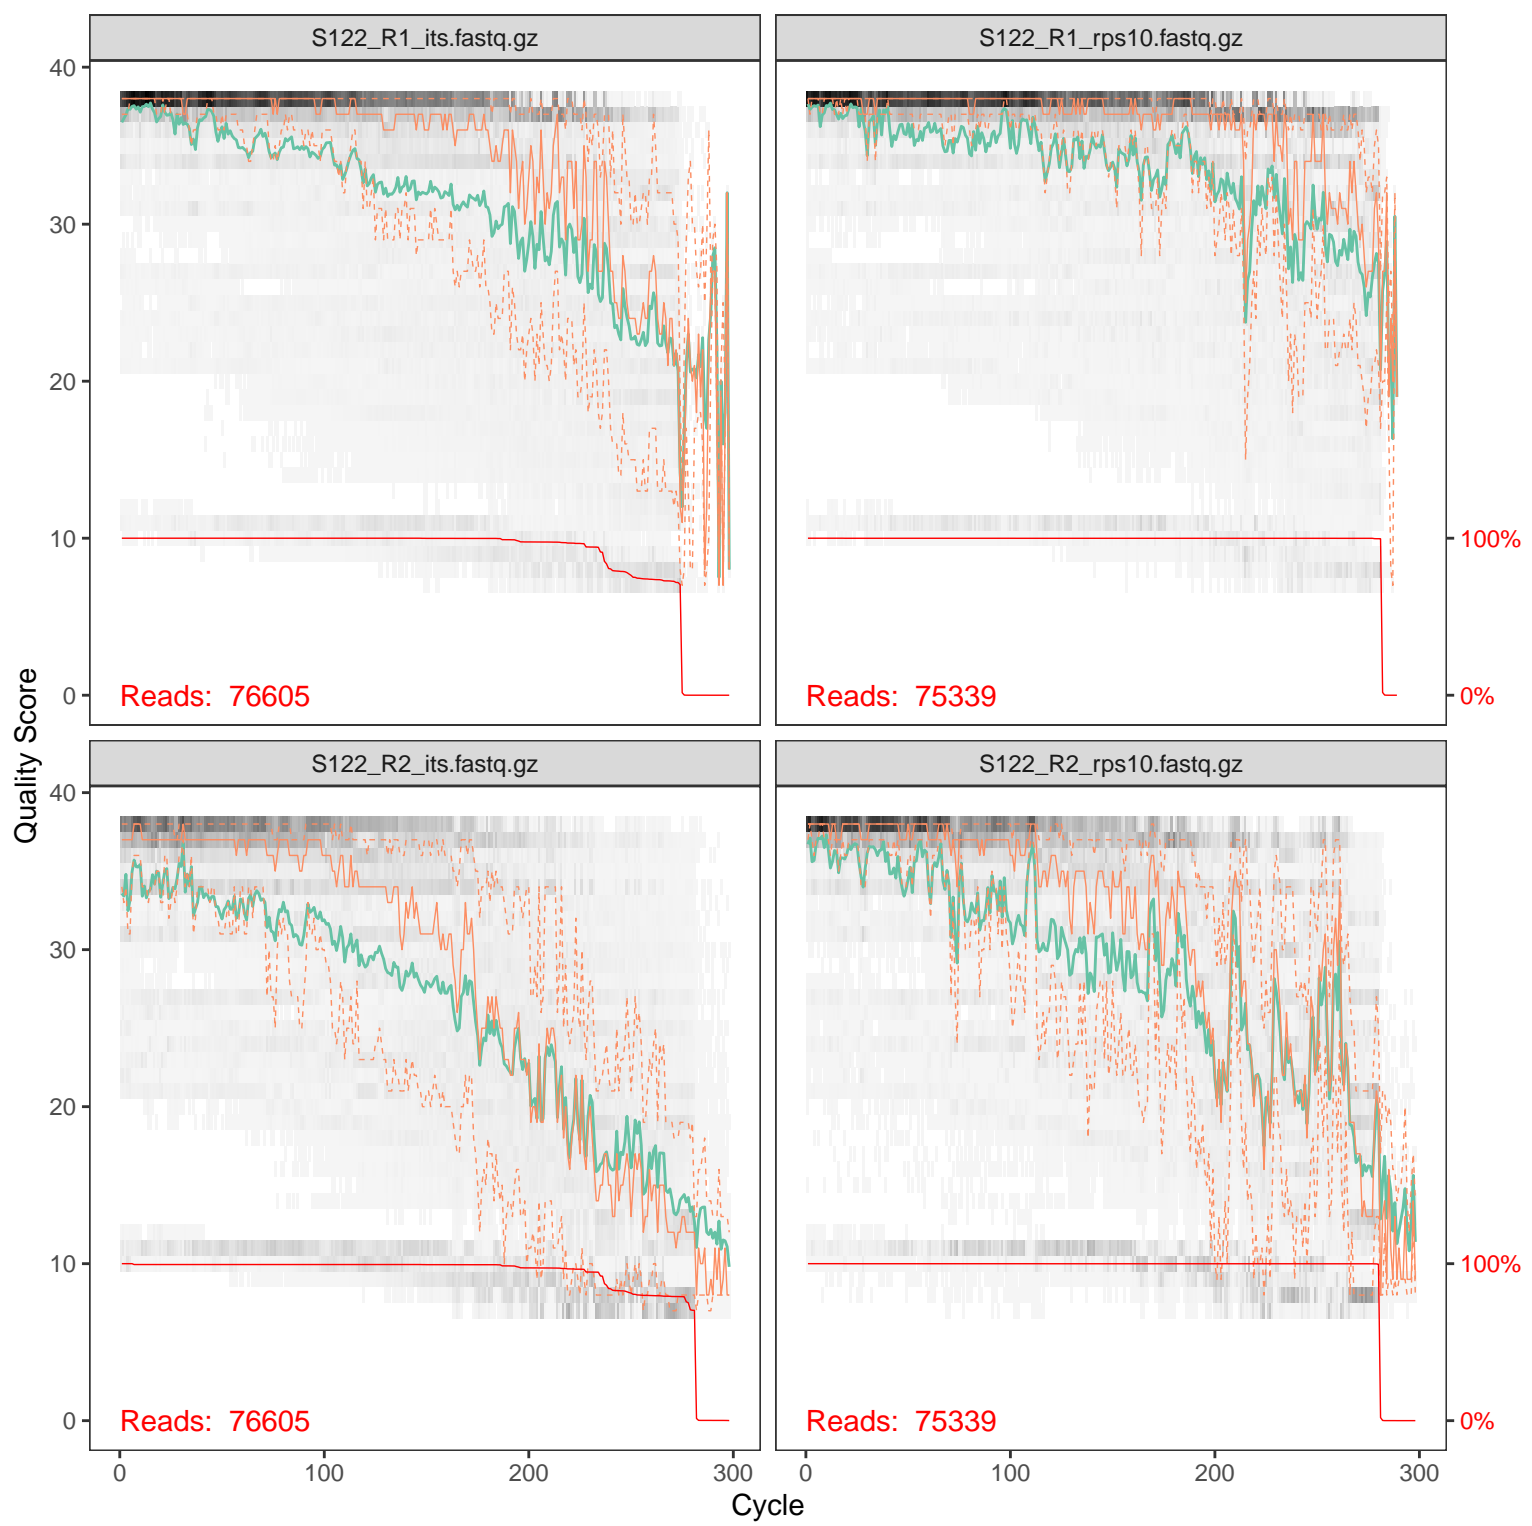 S122_R1_its.fastq.gz
S122_R1_rps10.fastq.gz
40
30
20
10
0
100%
0%
Reads: 76605
Reads: 75339
Quality Score
S122_R2_its.fastq.gz
S122_R2_rps10.fastq.gz
40
30
20
10
0
100%
0%
Reads: 76605
Reads: 75339
0 100 200 300
0 100 200 300
Cycle